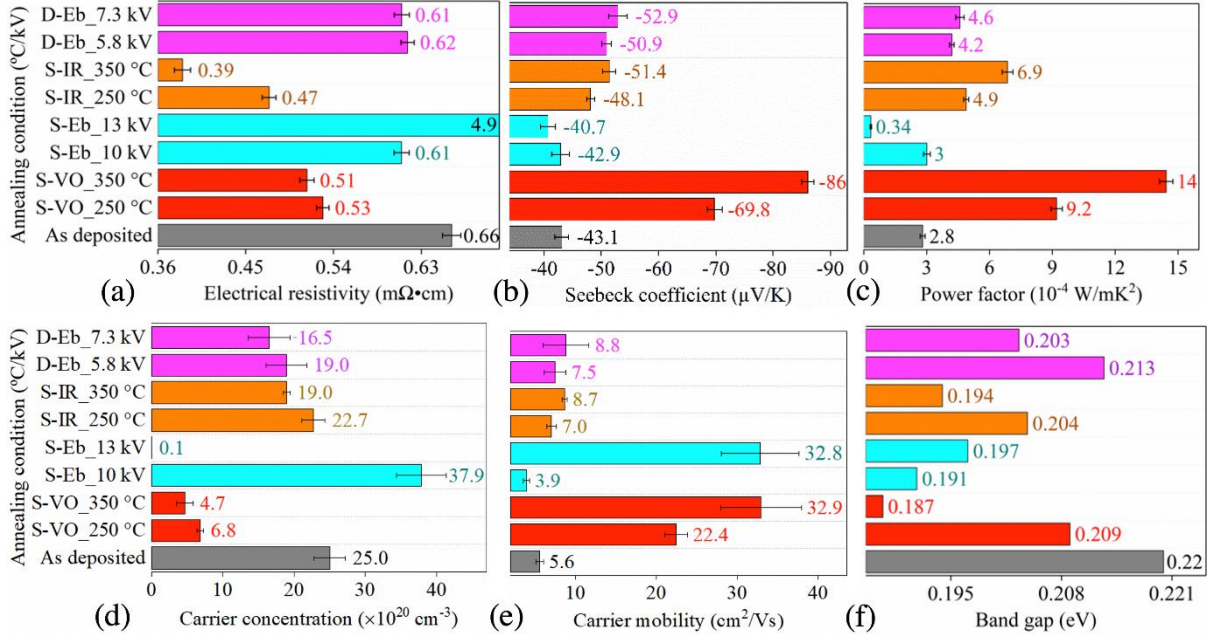 Annealing condition (ºC/kV)
D-Eb_7.3 kV
D-Eb_5.8 kV
S-IR_350 °C
S-IR_250 °C
S-Eb_13 kV
S-Eb_10 kV
S-VO_350 °C
S-VO_250 °C
As deposited
0.61
0.62
0.39
0.47
4.9
0.61
0.51
0.53
0.66
0.36 0.45 0.54 0.63
(a) Electrical resistivity (mΩ•cm)
-52.9
-50.9
-51.4
-48.1
-40.7
-42.9
-86
-69.8
-43.1
-40 -50 -60 -70 -80 -90
(b) Seebeck coefficient (µV/K)
4.6
4.2
6.9
4.9
0.34
3
14
9.2
2.8
0 3 6 9 12 15
(c) Power factor (10⁻⁴ W/mK²)
Annealing condition (ºC/kV)
D-Eb_7.3 kV
D-Eb_5.8 kV
S-IR_350 °C
S-IR_250 °C
S-Eb_13 kV
S-Eb_10 kV
S-VO_350 °C
S-VO_250 °C
As deposited
16.5
19.0
19.0
22.7
0.1
37.9
4.7
6.8
25.0
0 10 20 30 40
(d) Carrier concentration (×10²⁰ cm⁻³)
8.8
7.5
8.7
7.0
32.8
3.9
32.9
22.4
5.6
10 20 30 40
(e) Carrier mobility (cm²/Vs)
0.203
0.213
0.194
0.204
0.197
0.191
0.187
0.209
0.22
0.195 0.208 0.221
(f) Band gap (eV)